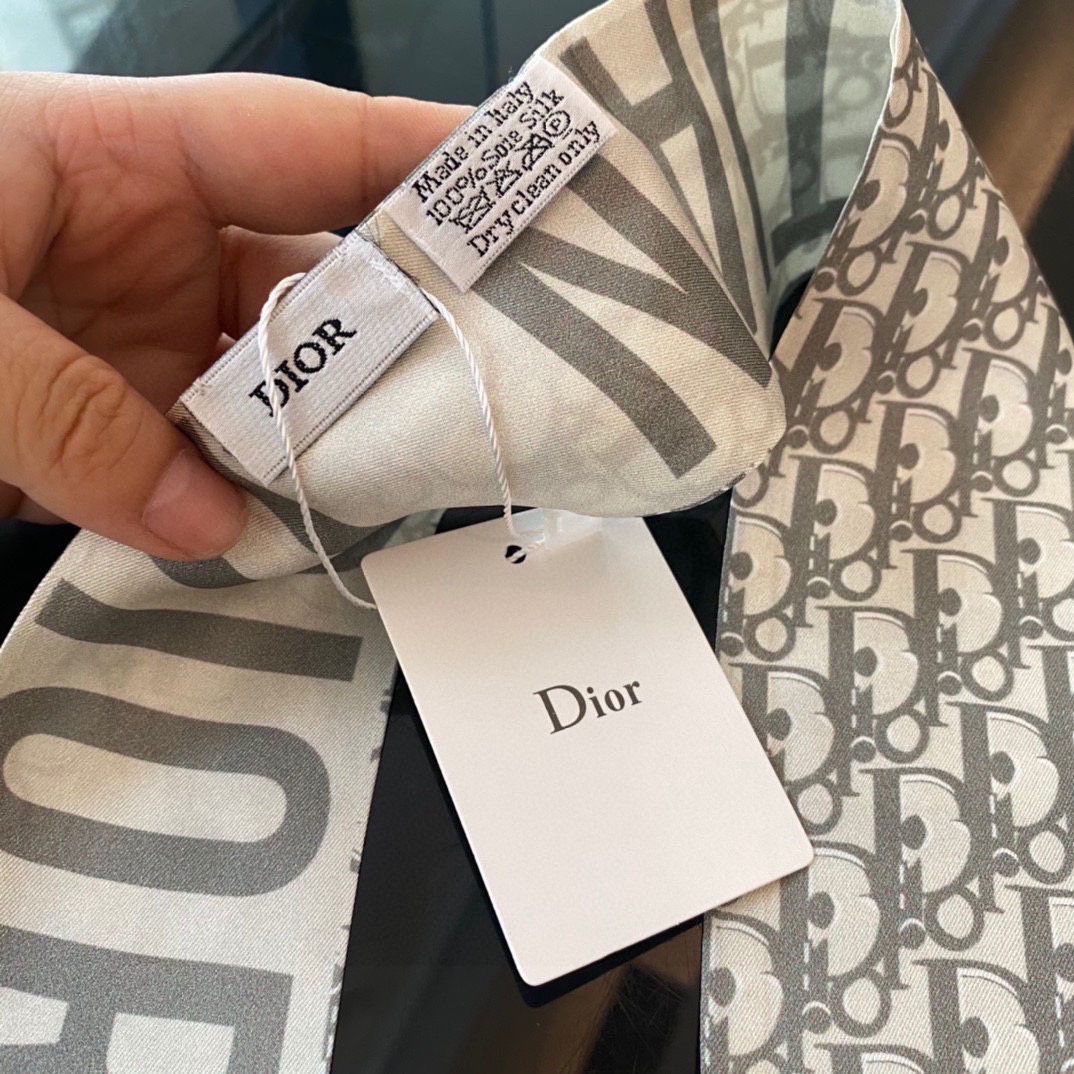 Made in Italy
100% Soie Silk
Dry clean only
DIOR
Dior